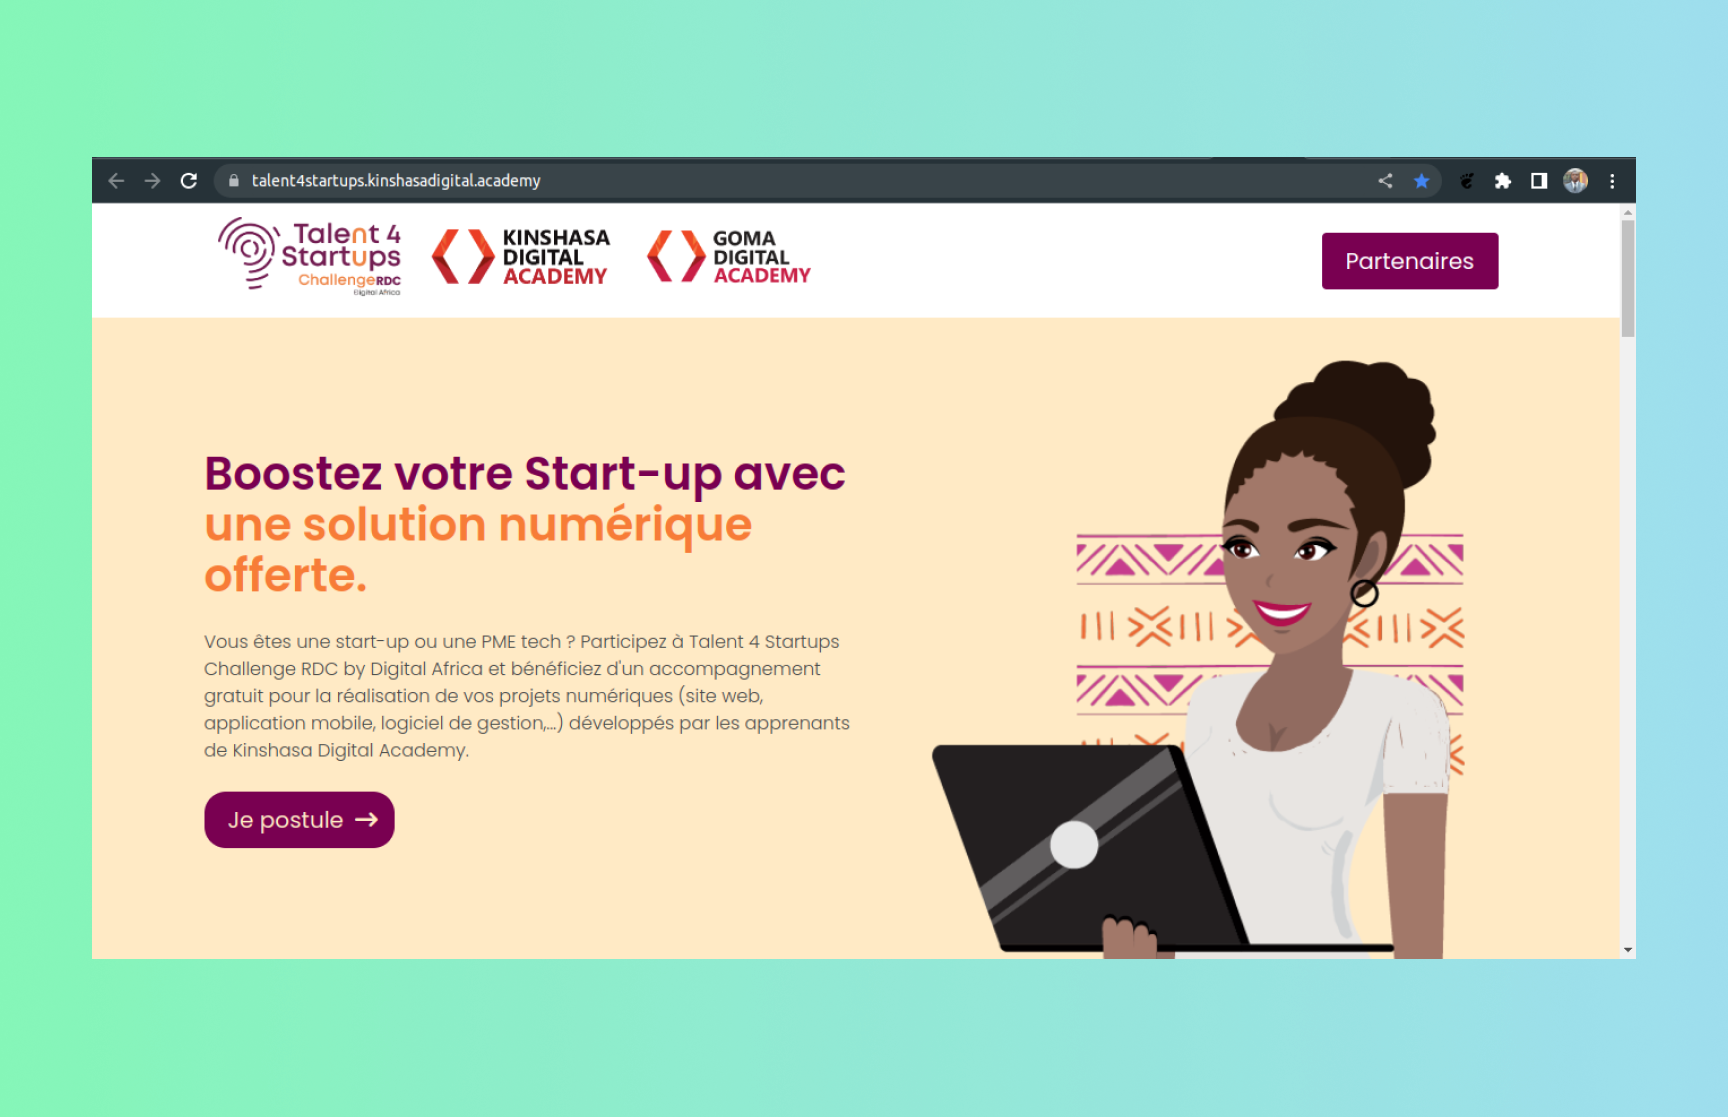 talent4startups.kinshasadigital.academy
Talent 4
Startups
ChallengeRDC
Digital Africa
KINSHASA
DIGITAL
ACADEMY
GOMA
DIGITAL
ACADEMY
Partenaires
Boostez votre Start-up avec
une solution numérique
offerte.
Vous êtes une start-up ou une PME tech ? Participez à Talent 4 Startups
Challenge RDC by Digital Africa et bénéficiez d'un accompagnement
gratuit pour la réalisation de vos projets numériques (site web,
application mobile, logiciel de gestion,...) développés par les apprenants
de Kinshasa Digital Academy.
Je postule →